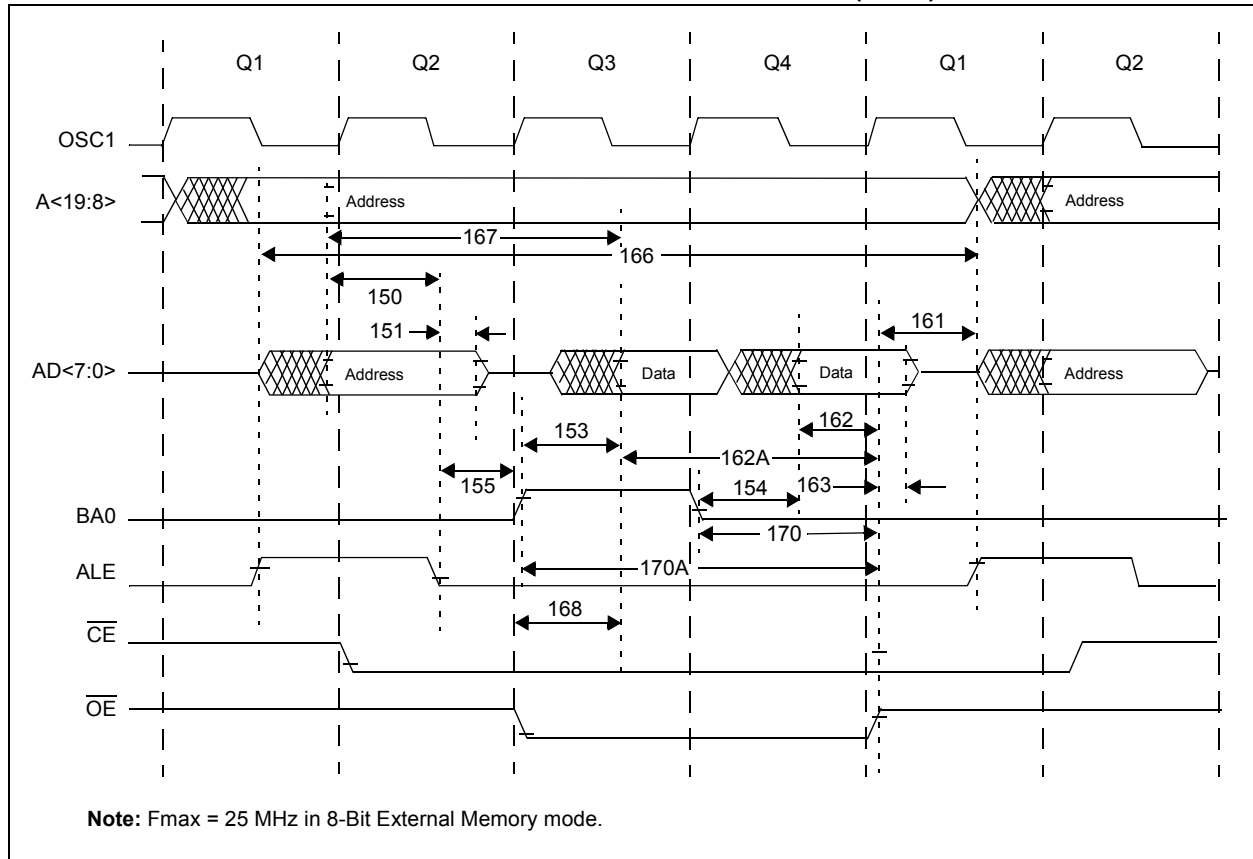 Q1 Q2 Q3 Q4 Q1 Q2
OSC1
A<19:8> Address Address
167
166
150
151 161
AD<7:0> Address Data Data Address
162
153
162A
155 154 163
BA0
170
ALE 170A
168
CE
OE
Note: Fmax = 25 MHz in 8-Bit External Memory mode.